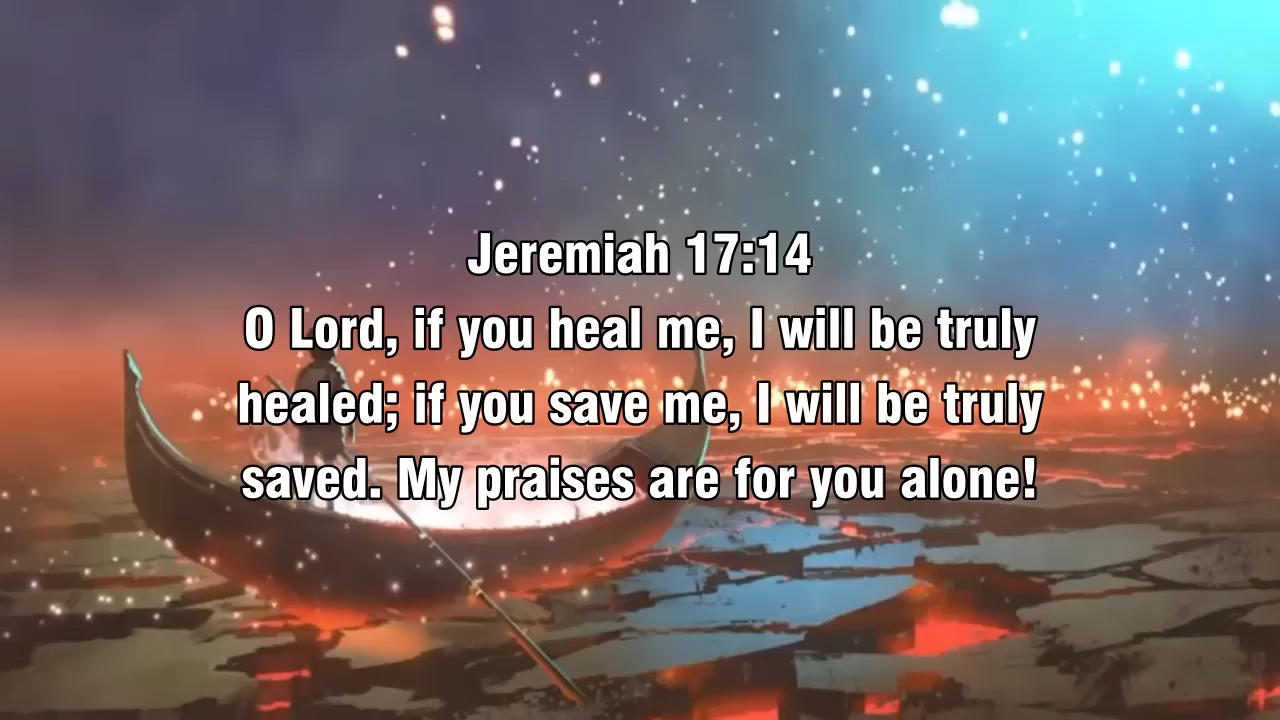 Jeremiah 17:14
O Lord, if you heal me, I will be truly
healed; if you save me, I will be truly
saved. My praises are for you alone!